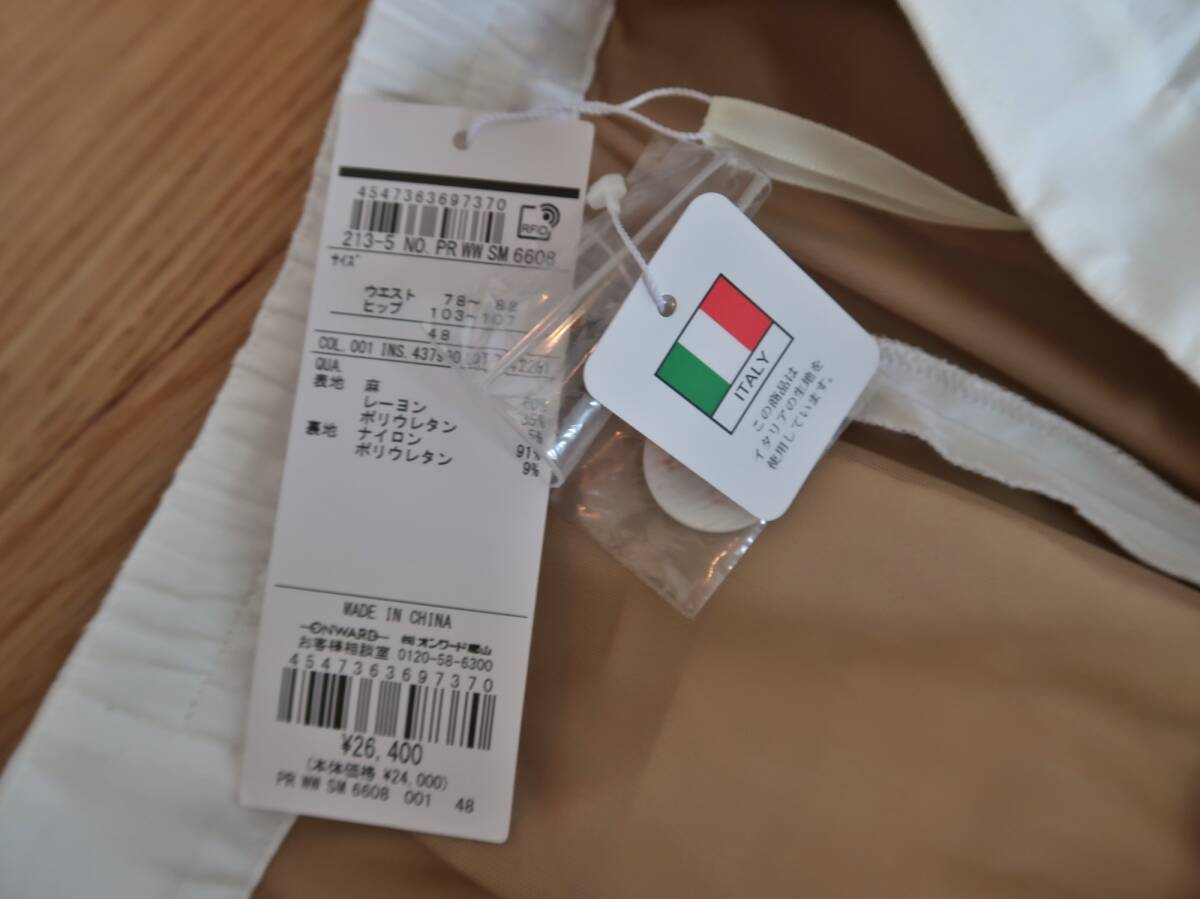 4547363697370
RFID
213-5 NO. PR WW SM 6608
サイズ
ウエスト 78～ 82
ヒップ 103～107
48
COL. 001 INS.
QUA.
表地 麻
レーヨン 35%
ポリウレタン 5%
裏地 ナイロン 91%
ポリウレタン 9%
MADE IN CHINA
ONWARD ㈱オンワード樫山
お客様相談室 0120-58-6300
4547363697370
¥26,400
(本体価格 ¥24,000)
PR WW SM 6608 001 48
ITALY
この商品は
イタリアの生地を
使用しています。